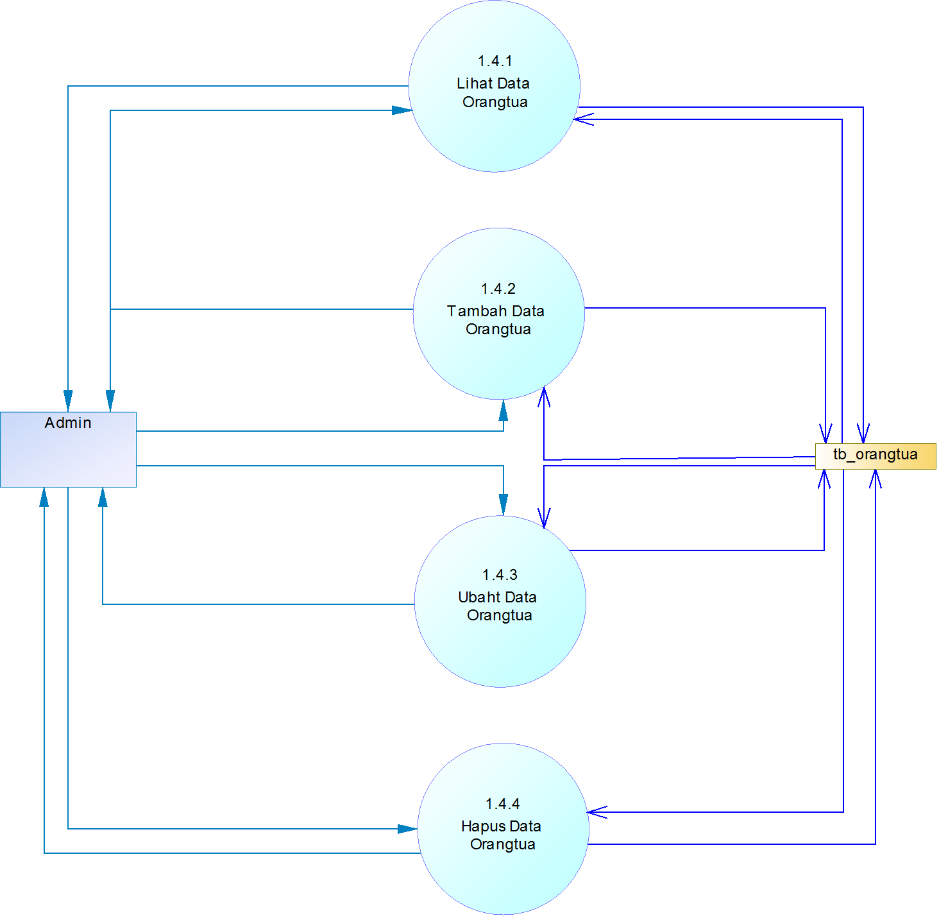 1.4.1
Lihat Data
Orangtua
1.4.2
Tambah Data
Orangtua
Admin
tb_orangtua
1.4.3
Ubaht Data
Orangtua
1.4.4
Hapus Data
Orangtua